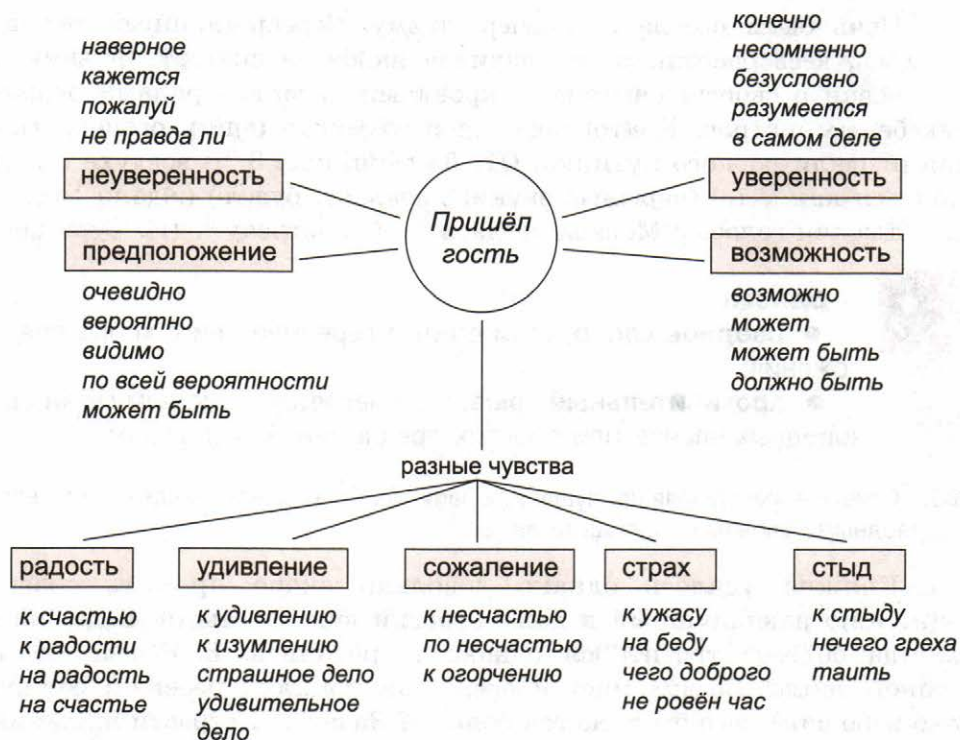 наверное
кажется
пожалуй
не правда ли
неуверенность
конечно
несомненно
безусловно
разумеется
в самом деле
уверенность
Пришёл
гость
предположение
очевидно
вероятно
видимо
по всей вероятности
может быть
возможность
возможно
может
может быть
должно быть
разные чувства
радость
к счастью
к радости
на радость
на счастье
удивление
к удивлению
к изумлению
страшное дело
удивительное
дело
сожаление
к несчастью
по несчастью
к огорчению
страх
к ужасу
на беду
чего доброго
не ровён час
стыд
к стыду
нечего греха
таить